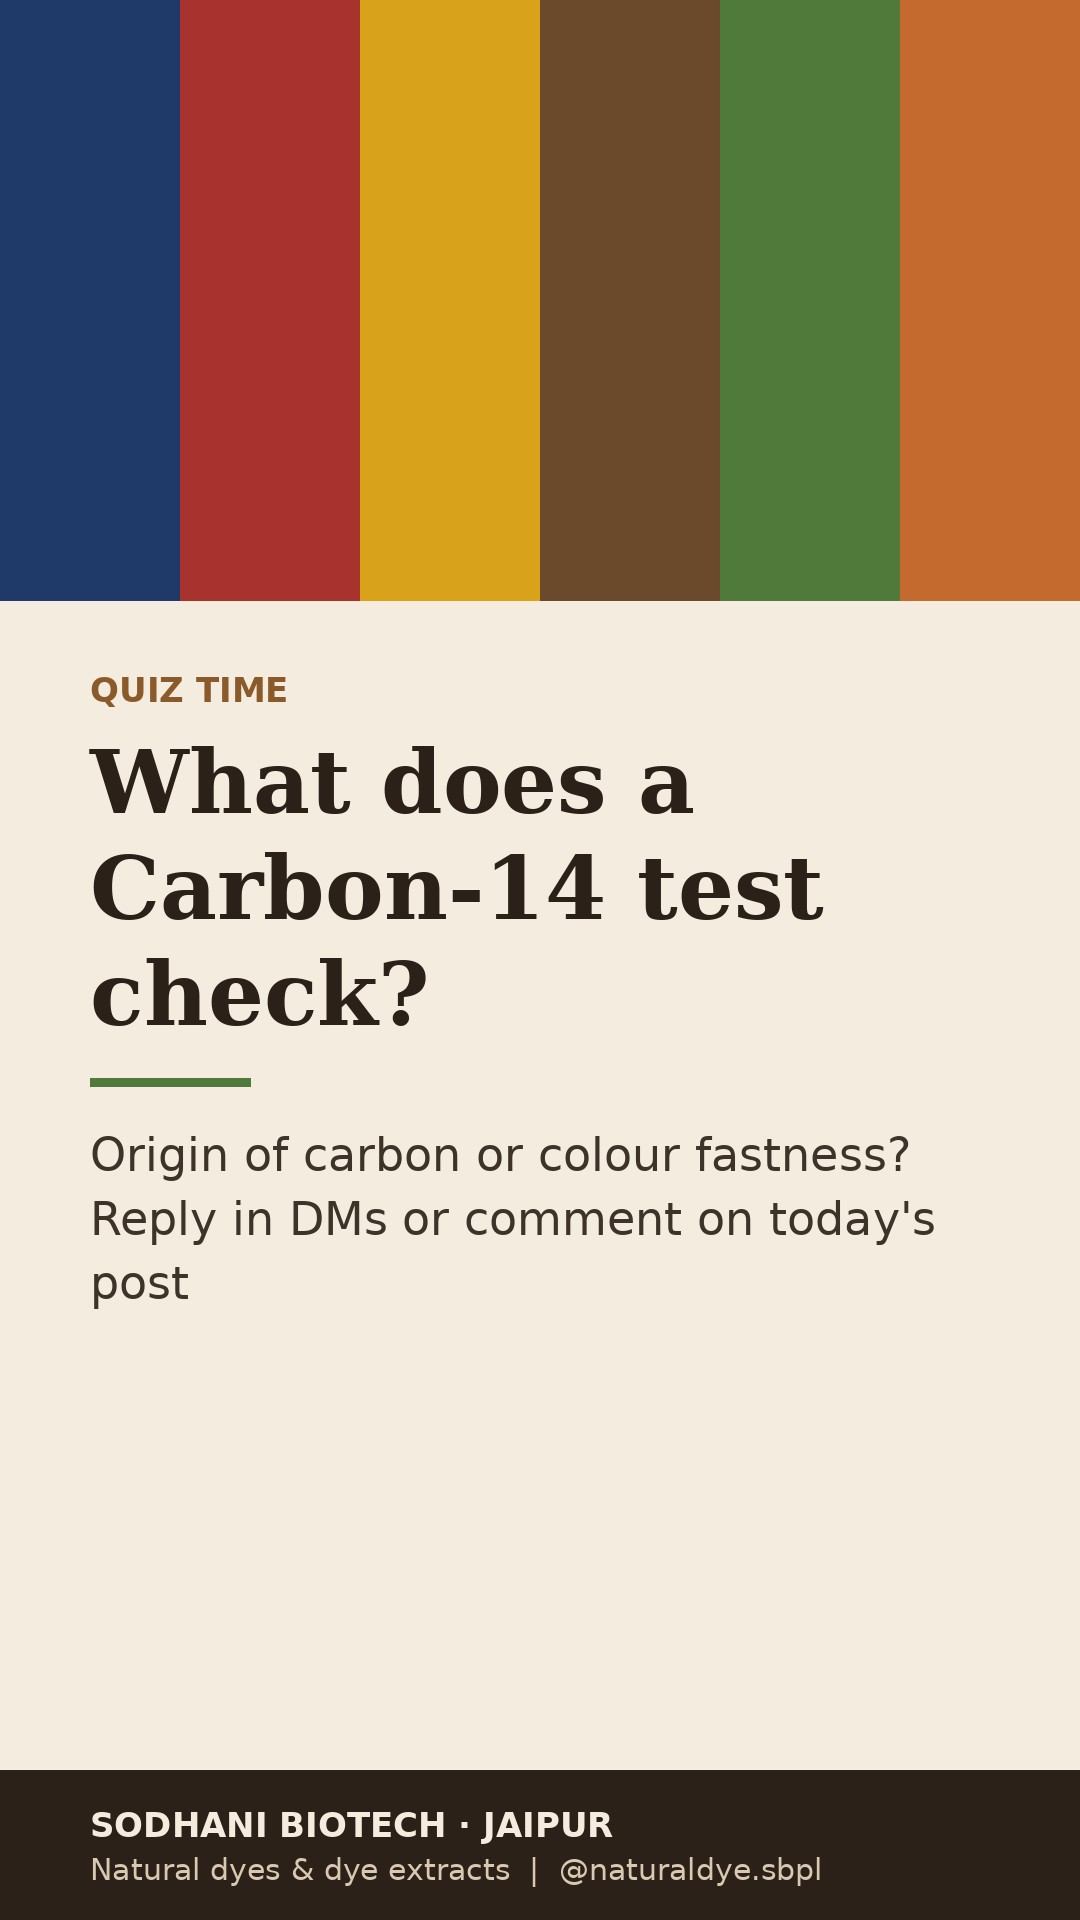 QUIZ TIME
What does a
Carbon-14 test
check?
Origin of carbon or colour fastness?
Reply in DMs or comment on today's
post
SODHANI BIOTECH · JAIPUR
Natural dyes & dye extracts | @naturaldye.sbpl